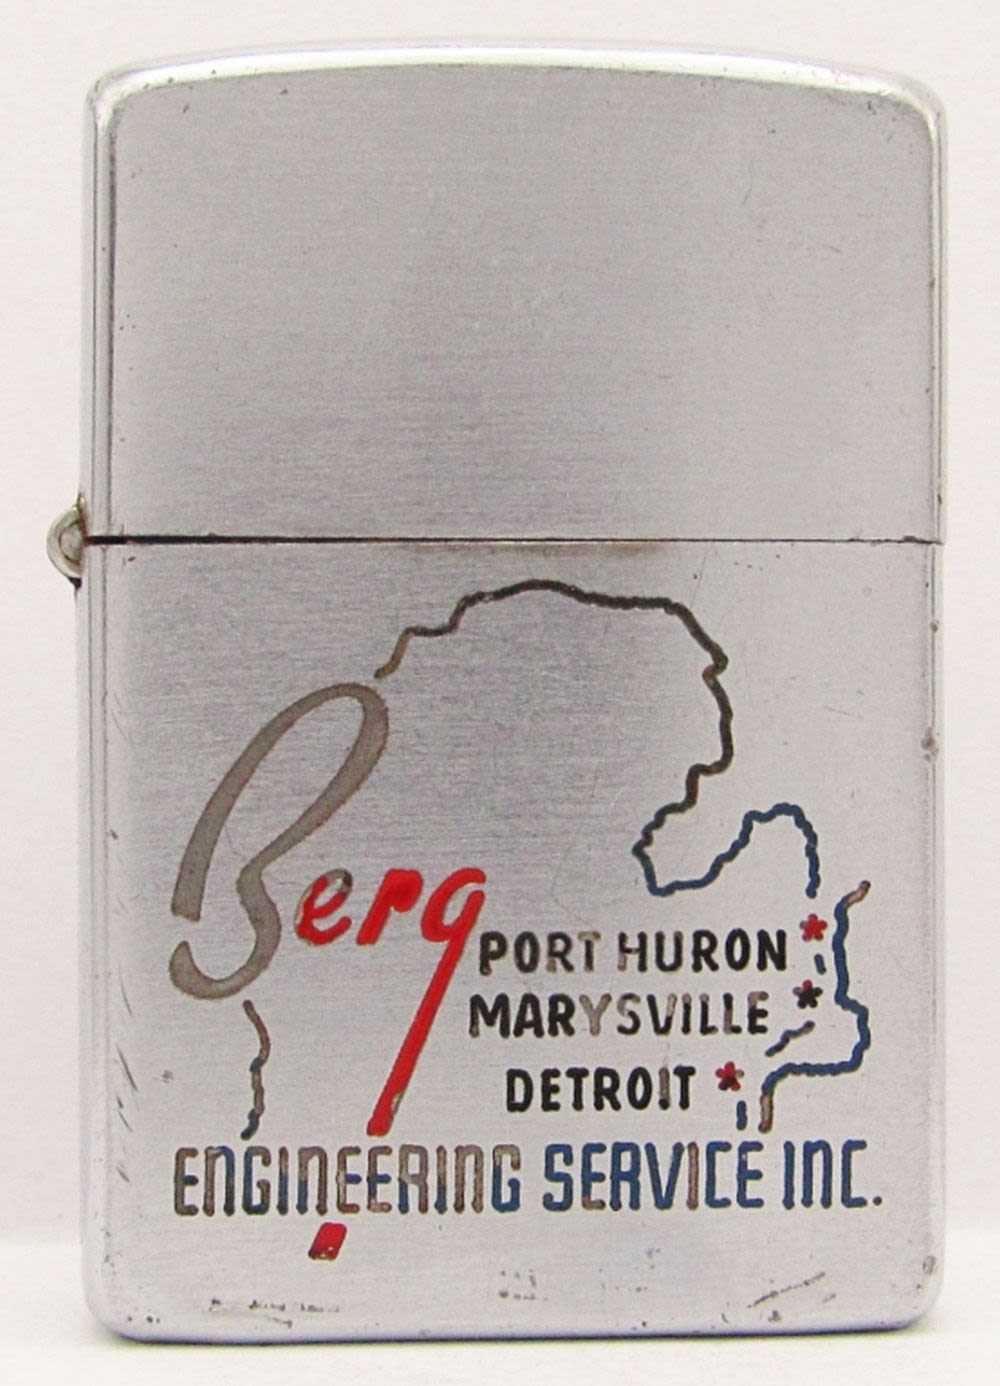 Berg
PORT HURON
MARYSVILLE
DETROIT
ENGINEERING SERVICE INC.